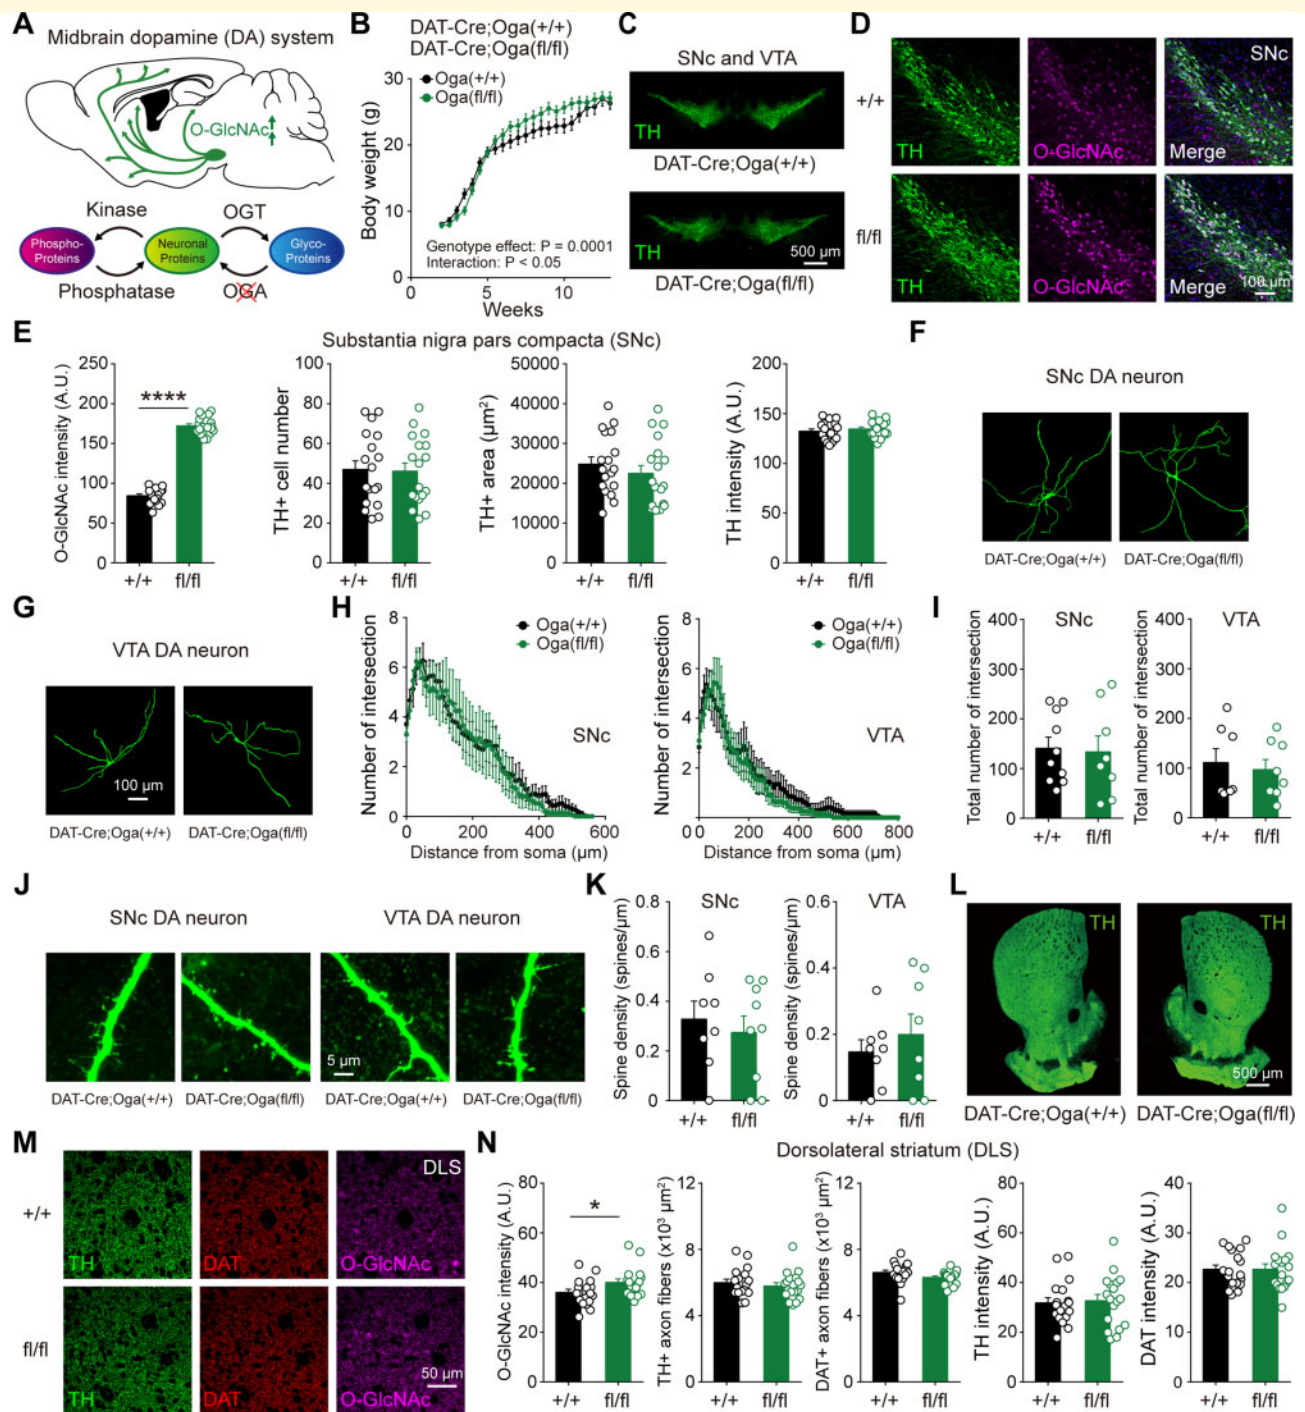 A
Midbrain dopamine (DA) system
O-GlcNAc
Kinase
OGT
Phospho-
Proteins
Neuronal
Proteins
Glyco-
Proteins
Phosphatase
OGA
B
DAT-Cre;Oga(+/+)
DAT-Cre;Oga(fl/fl)
Oga(+/+)
Oga(fl/fl)
Body weight (g)
30
20
10
0
Genotype effect: P = 0.0001
Interaction: P < 0.05
0
5
10
Weeks
C
SNc and VTA
TH
DAT-Cre;Oga(+/+)
TH
500 µm
DAT-Cre;Oga(fl/fl)
D
+/+
TH
O-GlcNAc
SNc
Merge
fl/fl
TH
O-GlcNAc
Merge
100 µm
E
Substantia nigra pars compacta (SNc)
O-GlcNAc intensity (A.U.)
250
200
150
100
50
0
****
+/+ fl/fl
TH+ cell number
100
80
60
40
20
0
+/+ fl/fl
TH+ area (µm²)
50000
40000
30000
20000
10000
0
+/+ fl/fl
TH intensity (A.U.)
200
150
100
50
0
+/+ fl/fl
F
SNc DA neuron
DAT-Cre;Oga(+/+)
DAT-Cre;Oga(fl/fl)
G
VTA DA neuron
100 µm
DAT-Cre;Oga(+/+)
DAT-Cre;Oga(fl/fl)
H
Number of intersection
8
6
4
2
0
Oga(+/+)
Oga(fl/fl)
SNc
0 200 400 600
Distance from soma (µm)
Number of intersection
8
6
4
2
0
Oga(+/+)
Oga(fl/fl)
VTA
0 200 400 600 800
Distance from soma (µm)
I
Total number of intersection
400
300
200
100
0
SNc
+/+ fl/fl
Total number of intersection
400
300
200
100
0
VTA
+/+ fl/fl
J
SNc DA neuron
VTA DA neuron
5 µm
DAT-Cre;Oga(+/+)
DAT-Cre;Oga(fl/fl)
DAT-Cre;Oga(+/+)
DAT-Cre;Oga(fl/fl)
K
Spine density (spines/µm)
0.8
0.6
0.4
0.2
0
SNc
+/+ fl/fl
Spine density (spines/µm)
0.6
0.4
0.2
0
VTA
+/+ fl/fl
L
TH
TH
500 µm
DAT-Cre;Oga(+/+)
DAT-Cre;Oga(fl/fl)
M
+/+
TH
DAT
DLS
O-GlcNAc
fl/fl
TH
DAT
50 µm
O-GlcNAc
N
Dorsolateral striatum (DLS)
O-GlcNAc intensity (A.U.)
80
60
40
20
0
*
+/+ fl/fl
TH+ axon fibers (x10³ µm²)
12
8
4
0
+/+ fl/fl
DAT+ axon fibers (x10³ µm²)
12
8
4
0
+/+ fl/fl
TH intensity (A.U.)
80
60
40
20
0
+/+ fl/fl
DAT intensity (A.U.)
40
30
20
10
0
+/+ fl/fl